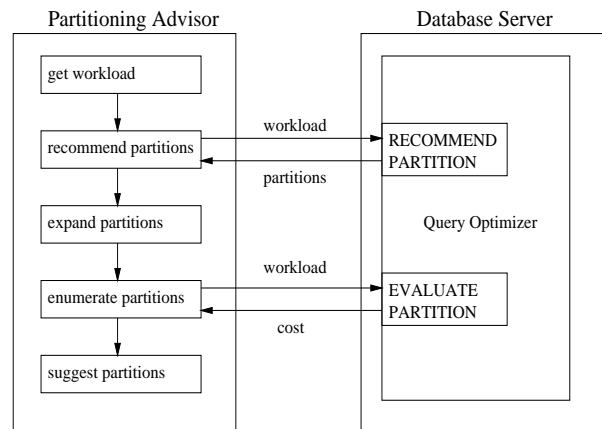 Partitioning Advisor
Database Server
get workload
recommend partitions
expand partitions
enumerate partitions
suggest partitions
workload
partitions
workload
cost
RECOMMEND
PARTITION
Query Optimizer
EVALUATE
PARTITION